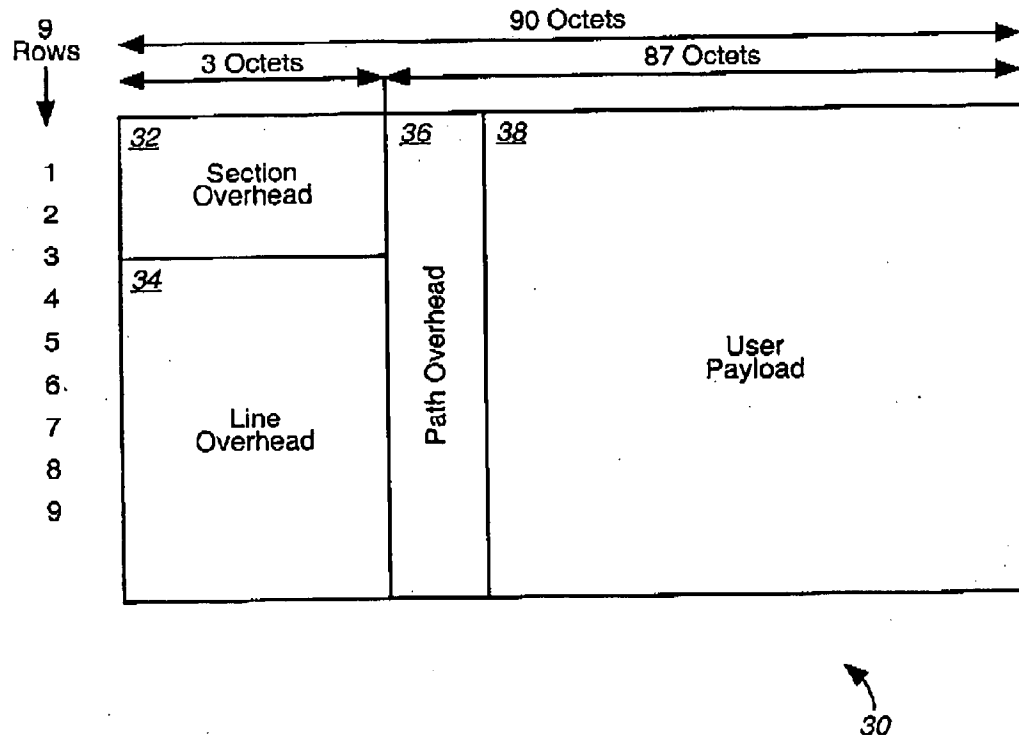 90 Octets
9
Rows
3 Octets
87 Octets
32
36
38
Section
Overhead
1
2
3
34
4
5
6
7
8
9
Line
Overhead
Path Overhead
User
Payload
30